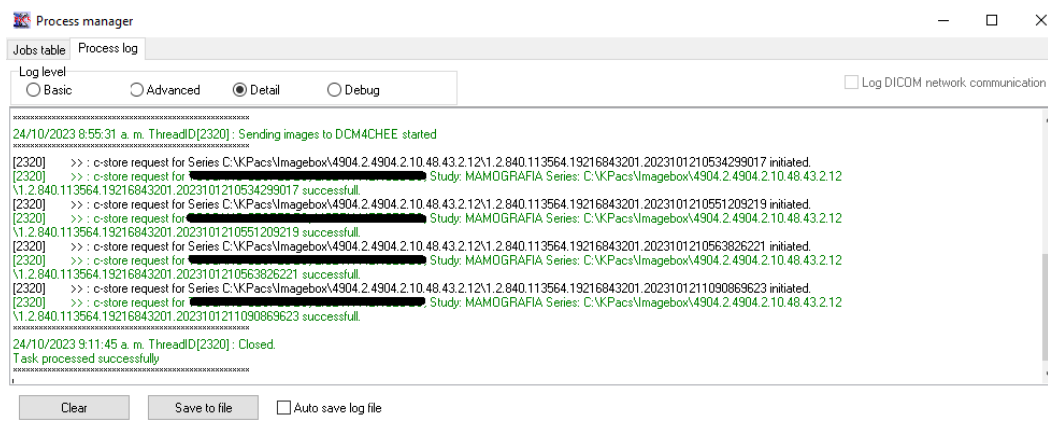 Process manager
Jobs table Process log
Log level
Basic Advanced Detail Debug
Log DICOM network communication
xxxxxxxxxxxxxxxxxxxxxxxxxxxxxxxxxxxxxxxxxxxxxxxx
24/10/2023 8:55:31 a. m. ThreadID[2320] : Sending images to DCM4CHEE started
xxxxxxxxxxxxxxxxxxxxxxxxxxxxxxxxxxxxxxxxxxxxxxxx
[2320] >> : c-store request for Series C:\KPacs\Imagebox\4904.2.4904.2.10.48.43.2.12\1.2.840.113564.19216843201.2023101210534299017 initiated.
[2320] >> : c-store request for , Study: MAMOGRAFIA Series: C:\KPacs\Imagebox\4904.2.4904.2.10.48.43.2.12
\1.2.840.113564.19216843201.2023101210534299017 successfull.
[2320] >> : c-store request for Series C:\KPacs\Imagebox\4904.2.4904.2.10.48.43.2.12\1.2.840.113564.19216843201.2023101210551209219 initiated.
[2320] >> : c-store request for Study: MAMOGRAFIA Series: C:\KPacs\Imagebox\4904.2.4904.2.10.48.43.2.12
\1.2.840.113564.19216843201.2023101210551209219 successfull.
[2320] >> : c-store request for Series C:\KPacs\Imagebox\4904.2.4904.2.10.48.43.2.12\1.2.840.113564.19216843201.2023101210563826221 initiated.
[2320] >> : c-store request for , Study: MAMOGRAFIA Series: C:\KPacs\Imagebox\4904.2.4904.2.10.48.43.2.12
\1.2.840.113564.19216843201.2023101210563826221 successfull.
[2320] >> : c-store request for Series C:\KPacs\Imagebox\4904.2.4904.2.10.48.43.2.12\1.2.840.113564.19216843201.2023101211090869623 initiated.
[2320] >> : c-store request for , Study: MAMOGRAFIA Series: C:\KPacs\Imagebox\4904.2.4904.2.10.48.43.2.12
\1.2.840.113564.19216843201.2023101211090869623 successfull.
xxxxxxxxxxxxxxxxxxxxxxxxxxxxxxxxxxxxxxxxxxxxxxxx
24/10/2023 9:11:45 a. m. ThreadID[2320] : Closed.
Task processed successfully
xxxxxxxxxxxxxxxxxxxxxxxxxxxxxxxxxxxxxxxxxxxxxxxx
Clear Save to file Auto save log file